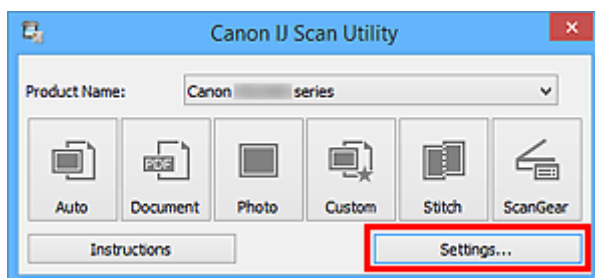 Canon IJ Scan Utility
Product Name: Canon series
Auto Document Photo Custom Stitch ScanGear
PDF
Instructions Settings...